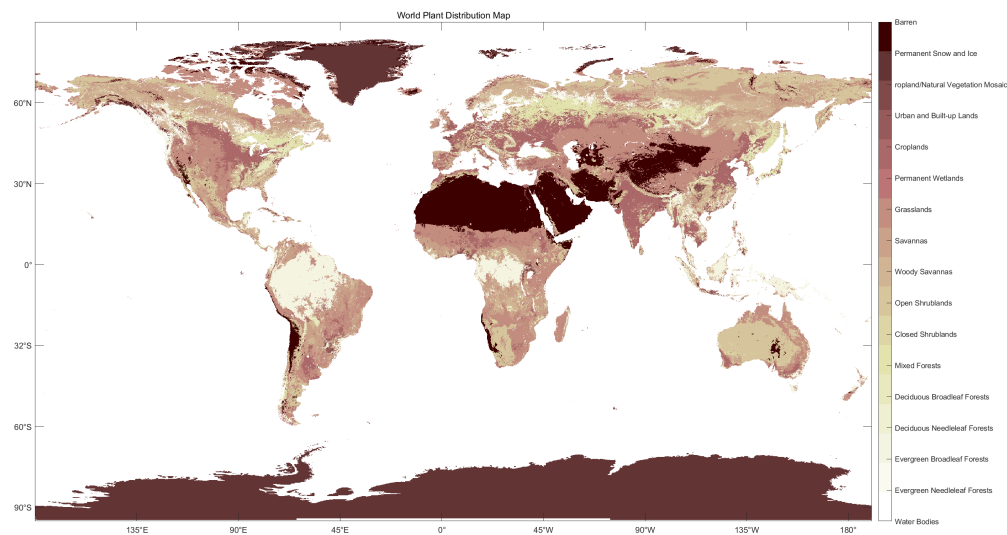 World Plant Distribution Map
60°N
30°N
0°
32°S
60°S
90°S
135°E
90°E
45°E
0°
45°W
90°W
135°W
180°
Barren
Permanent Snow and Ice
ropland/Natural Vegetation Mosaic
Urban and Built-up Lands
Croplands
Permanent Wetlands
Grasslands
Savannas
Woody Savannas
Open Shrublands
Closed Shrublands
Mixed Forests
Deciduous Broadleaf Forests
Deciduous Needleleaf Forests
Evergreen Broadleaf Forests
Evergreen Needleleaf Forests
Water Bodies